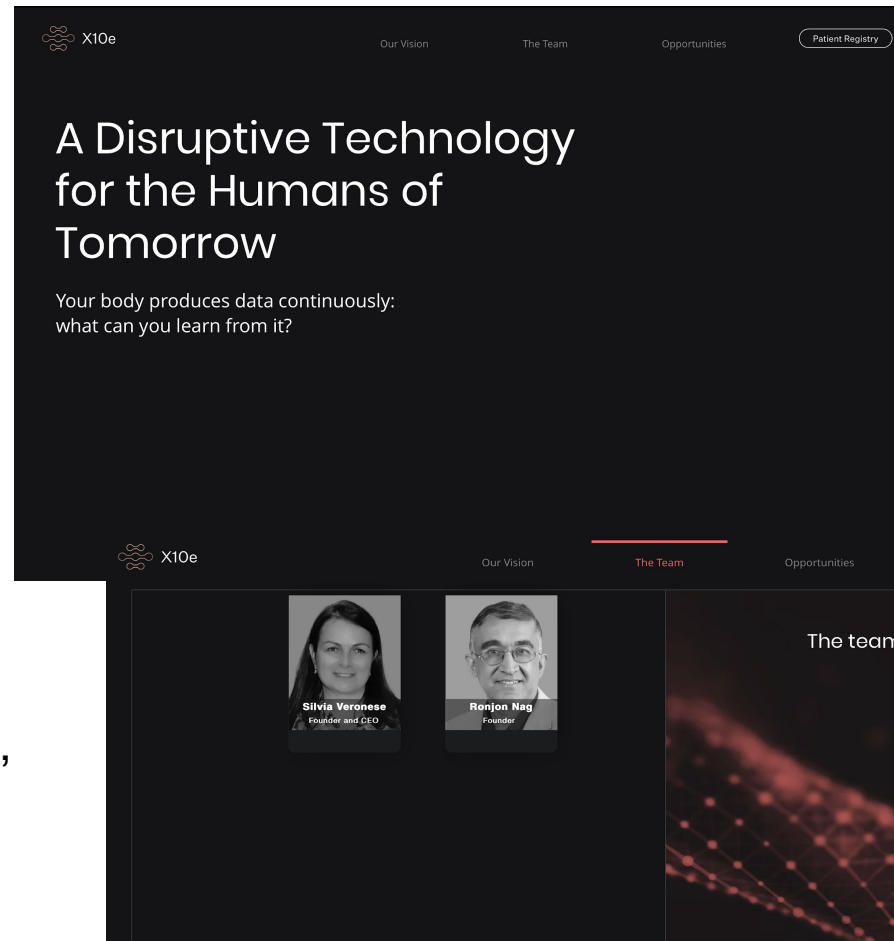 X10e
Our Vision
The Team
Opportunities
Patient Registry
A Disruptive Technology
for the Humans of
Tomorrow
Your body produces data continuously:
what can you learn from it?
X10e
Our Vision
The Team
Opportunities
Silvia Veronese
Founder and CEO
Ronjon Nag
Founder
The team
,